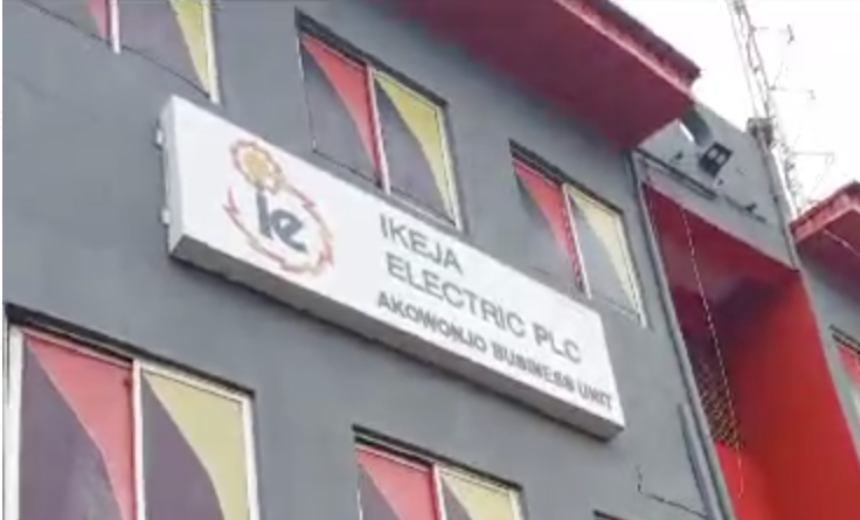 ie
IKEJA
ELECTRIC PLC
AKOWONJO BUSINESS UNIT